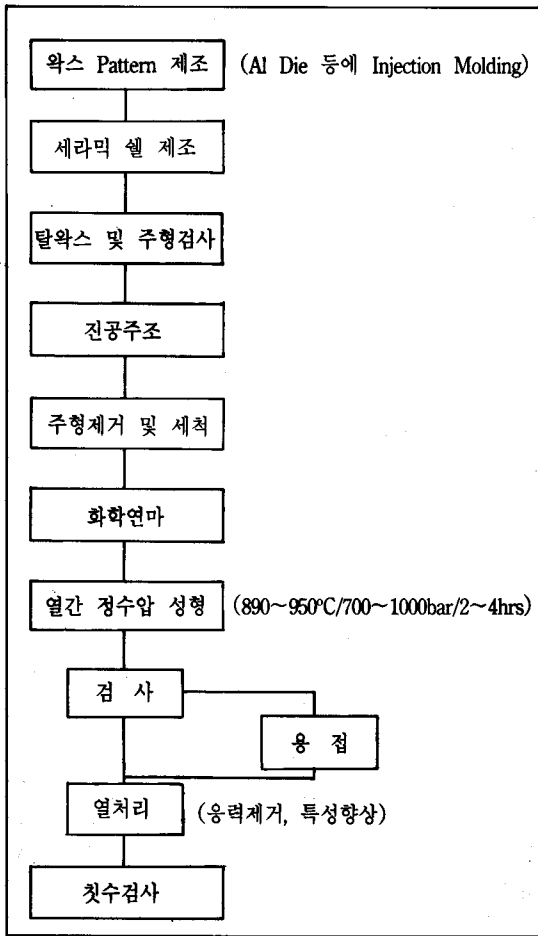 왁스 Pattern 제조 (Al Die 등에 Injection Molding)
세라믹 쉘 제조
탈왁스 및 주형검사
진공주조
주형제거 및 세척
화학연마
열간 정수압 성형 (890~950°C/700~1000bar/2~4hrs)
검 사
용 접
열처리 (응력제거, 특성향상)
칫수검사